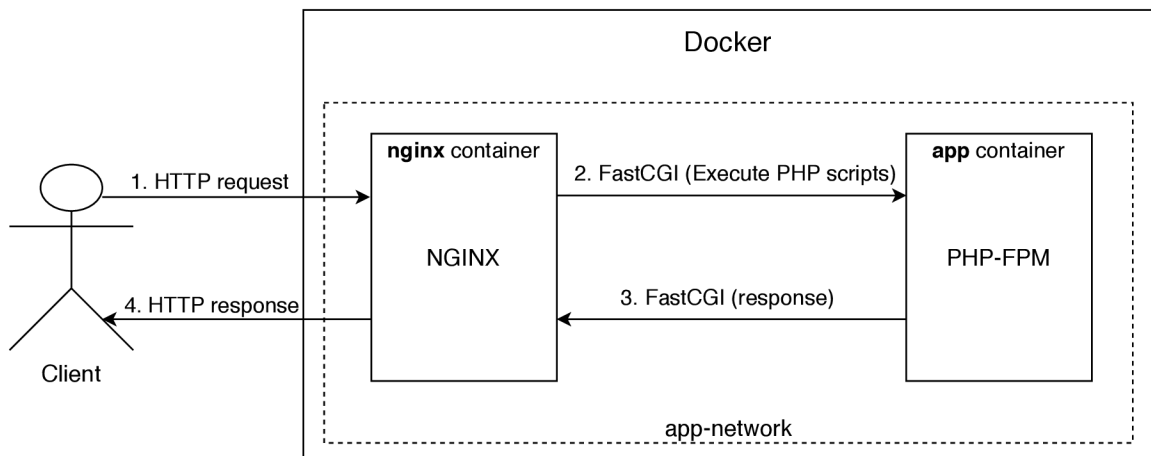 Docker
nginx container
app container
1. HTTP request
2. FastCGI (Execute PHP scripts)
NGINX
PHP-FPM
3. FastCGI (response)
4. HTTP response
Client
app-network